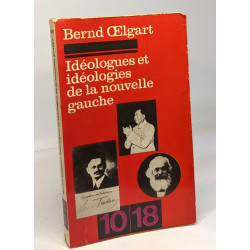 Bernd Œlgart
Idéologues et
idéologies
de la nouvelle
gauche
10 18